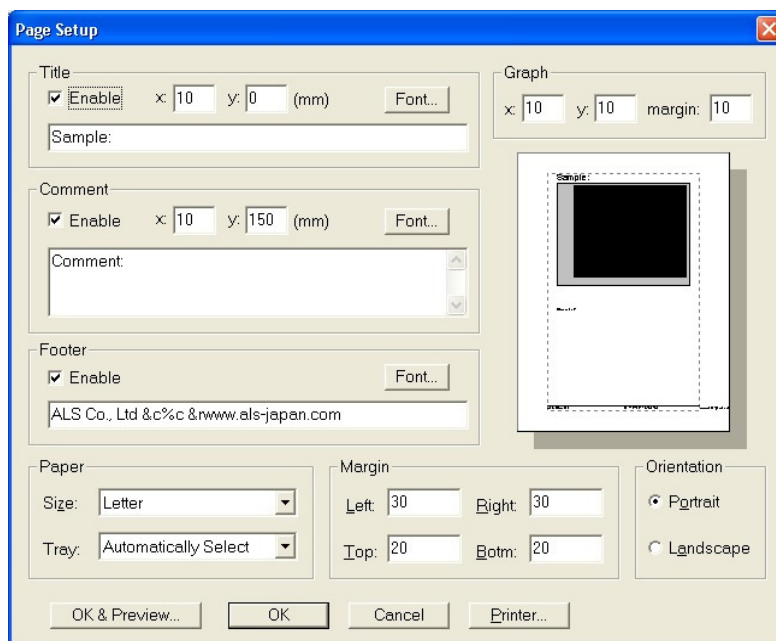 Page Setup
Title
Enable x: 10 y: 0 (mm) Font...
Sample:
Graph
x: 10 y: 10 margin: 10
Sample:
Comment
Enable x: 10 y: 150 (mm) Font...
Comment:
Footer
Enable Font...
ALS Co., Ltd &c%c &rwww.als-japan.com
Paper
Size: Letter
Tray: Automatically Select
Margin
Left: 30 Right: 30
Top: 20 Botm: 20
Orientation
Portrait
Landscape
OK & Preview... OK Cancel Printer...